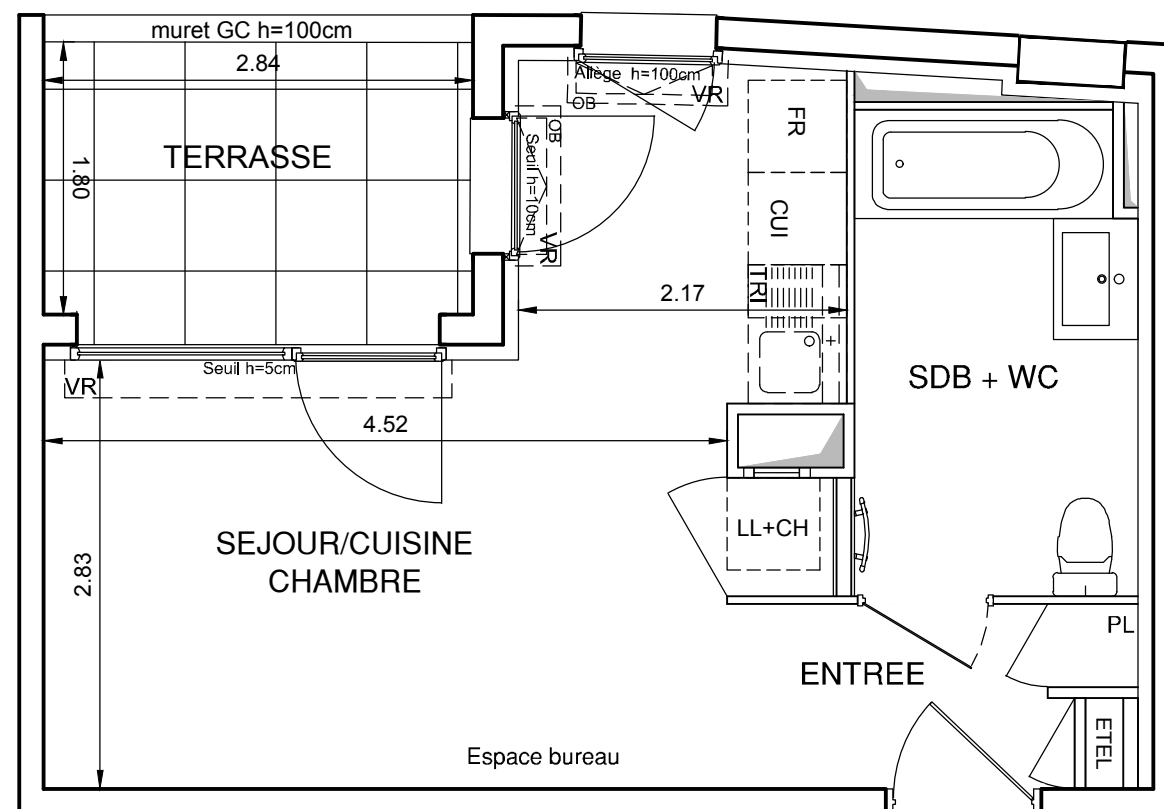 muret GC h=100cm
2.84
TERRASSE
1.80
Allège h=100cm
OB
VR
OB
Seuil h=10cm
VR
FR
CUI
TRI
2.17
+
Seuil h=5cm
VR
4.52
SDB + WC
SEJOUR/CUISINE
CHAMBRE
2.83
LL+CH
PL
ENTREE
ETEL
Espace bureau